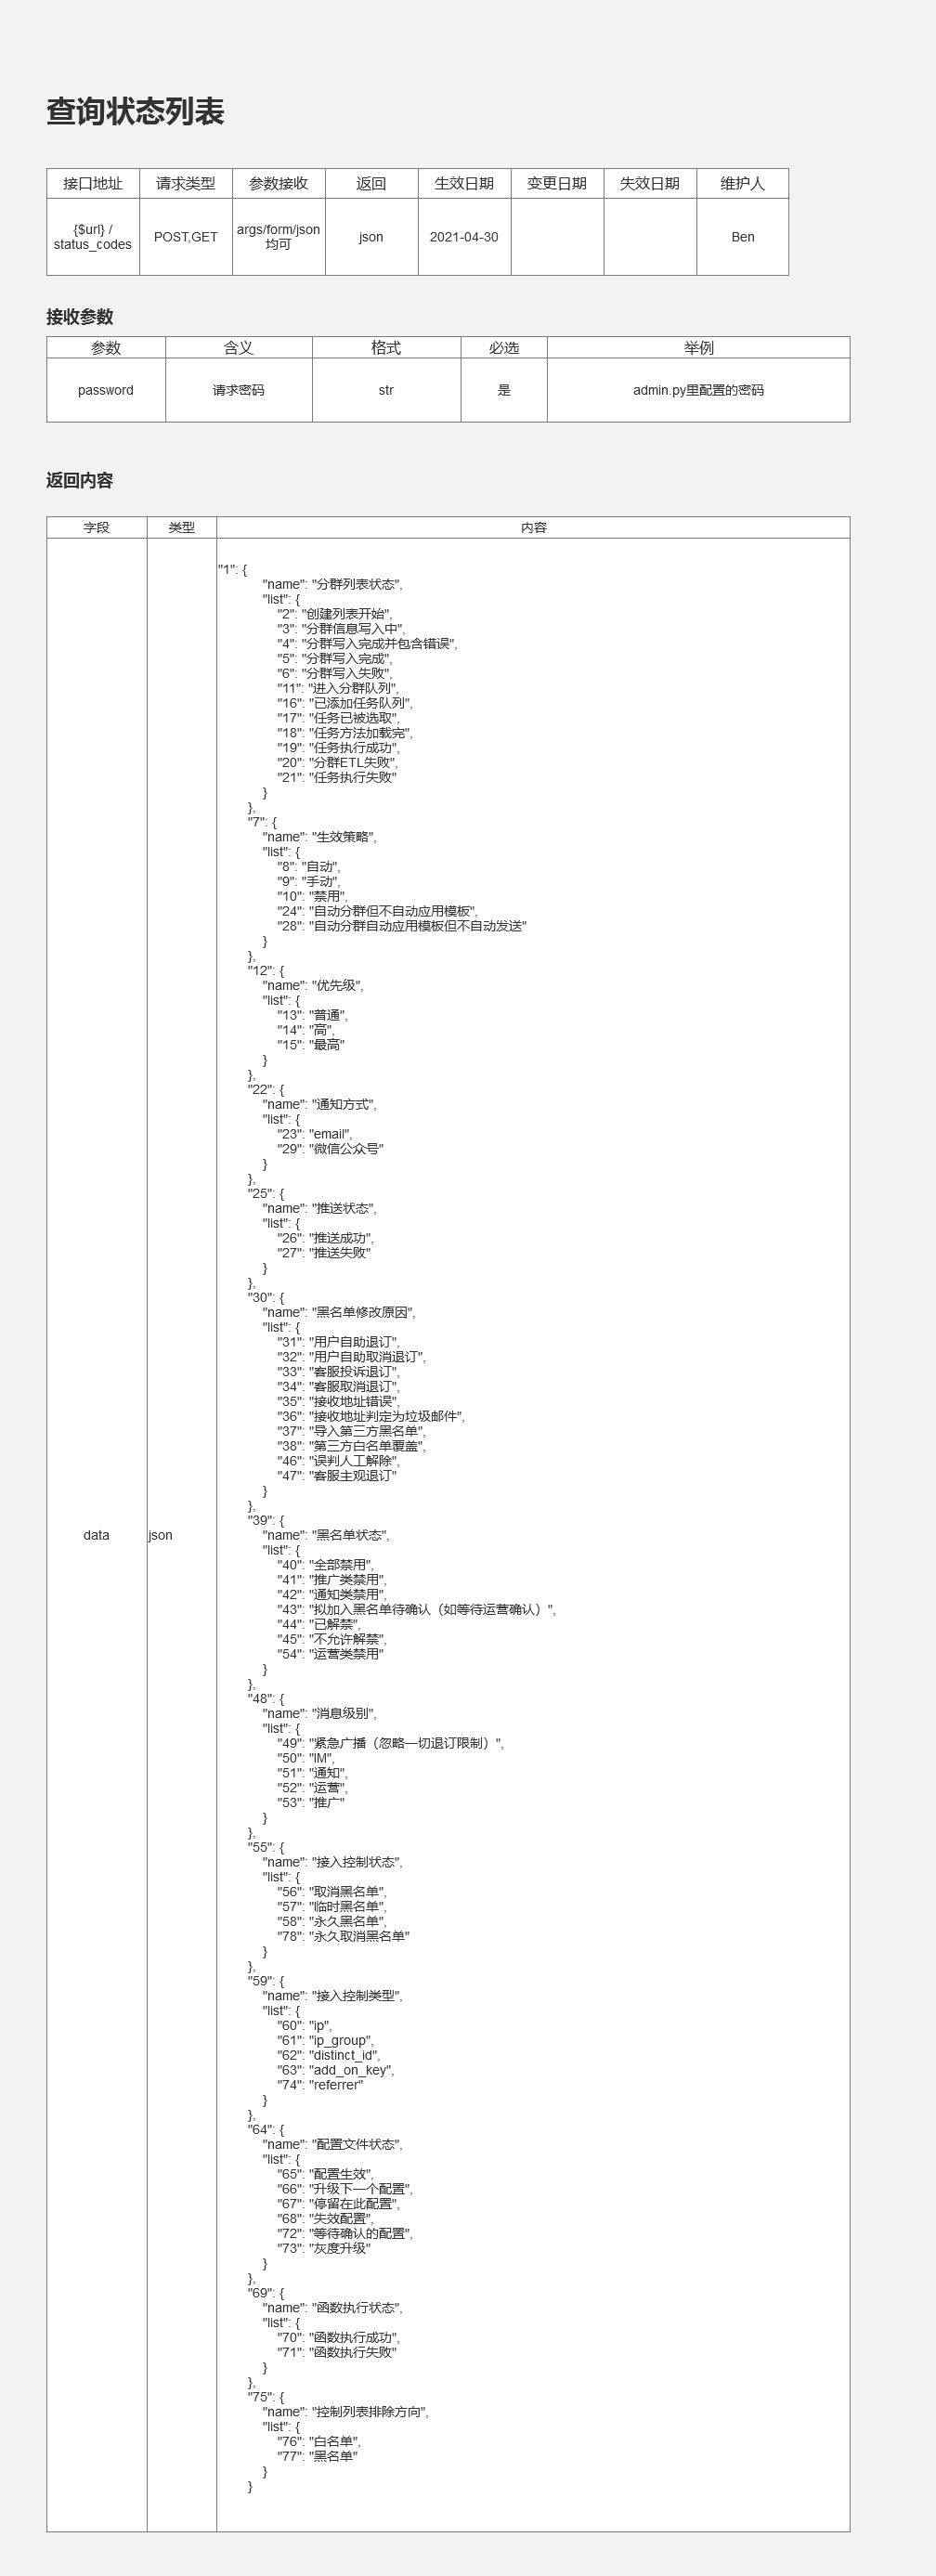 查询状态列表
接口地址 请求类型 参数接收 返回 生效日期 变更日期 失效日期 维护人
{$url} / status_codes POST,GET args/form/json均可 json 2021-04-30 Ben
接收参数
参数 含义 格式 必选 举例
password 请求密码 str 是 admin.py里配置的密码
返回内容
字段 类型 内容
data json
"1": {
"name": "分群列表状态",
"list": {
"2": "创建列表开始",
"3": "分群信息写入中",
"4": "分群写入完成并包含错误",
"5": "分群写入完成",
"6": "分群写入失败",
"11": "进入分群队列",
"16": "已添加任务队列",
"17": "任务已被选取",
"18": "任务方法加载完",
"19": "任务执行成功",
"20": "分群ETL失败",
"21": "任务执行失败"
}
},
"7": {
"name": "生效策略",
"list": {
"8": "自动",
"9": "手动",
"10": "禁用",
"24": "自动分群但不自动应用模板",
"28": "自动分群自动应用模板但不自动发送"
}
},
"12": {
"name": "优先级",
"list": {
"13": "普通",
"14": "高",
"15": "最高"
}
},
"22": {
"name": "通知方式",
"list": {
"23": "email",
"29": "微信公众号"
}
},
"25": {
"name": "推送状态",
"list": {
"26": "推送成功",
"27": "推送失败"
}
},
"30": {
"name": "黑名单修改原因",
"list": {
"31": "用户自助退订",
"32": "用户自助取消退订",
"33": "客服投诉退订",
"34": "客服取消退订",
"35": "接收地址错误",
"36": "接收地址判定为垃圾邮件",
"37": "导入第三方黑名单",
"38": "第三方白名单覆盖",
"46": "误判人工解除",
"47": "客服主观退订"
}
},
"39": {
"name": "黑名单状态",
"list": {
"40": "全部禁用",
"41": "推广类禁用",
"42": "通知类禁用",
"43": "拟加入黑名单待确认（如等待运营确认）",
"44": "已解禁",
"45": "不允许解禁",
"54": "运营类禁用"
}
},
"48": {
"name": "消息级别",
"list": {
"49": "紧急广播（忽略一切退订限制）",
"50": "IM",
"51": "通知",
"52": "运营",
"53": "推广"
}
},
"55": {
"name": "接入控制状态",
"list": {
"56": "取消黑名单",
"57": "临时黑名单",
"58": "永久黑名单",
"78": "永久取消黑名单"
}
},
"59": {
"name": "接入控制类型",
"list": {
"60": "ip",
"61": "ip_group",
"62": "distinct_id",
"63": "add_on_key",
"74": "referrer"
}
},
"64": {
"name": "配置文件状态",
"list": {
"65": "配置生效",
"66": "升级下一个配置",
"67": "停留在此配置",
"68": "失效配置",
"72": "等待确认的配置",
"73": "灰度升级"
}
},
"69": {
"name": "函数执行状态",
"list": {
"70": "函数执行成功",
"71": "函数执行失败"
}
},
"75": {
"name": "控制列表排除方向",
"list": {
"76": "白名单",
"77": "黑名单"
}
}